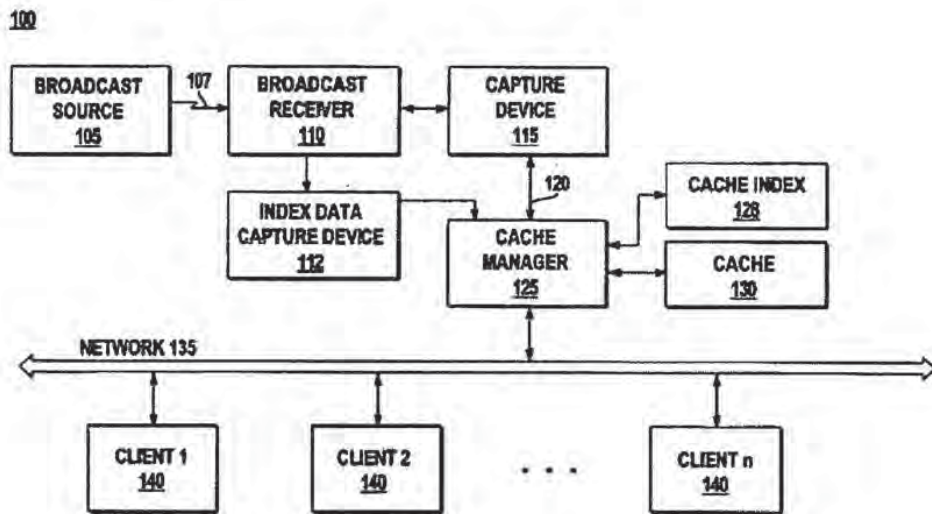 100
BROADCAST
SOURCE
105
107
BROADCAST
RECEIVER
110
CAPTURE
DEVICE
115
INDEX DATA
CAPTURE DEVICE
112
120
CACHE
MANAGER
125
CACHE INDEX
128
CACHE
130
NETWORK 135
CLIENT 1
140
CLIENT 2
140
. . .
CLIENT n
140